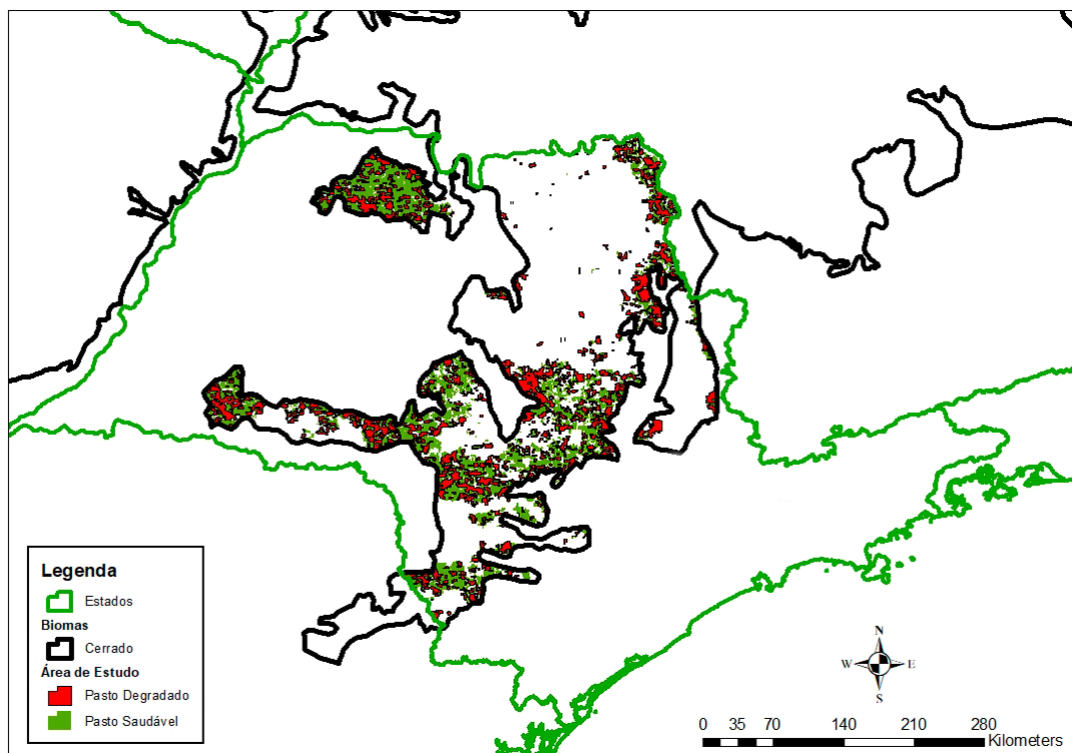 Legenda
Estados
Biomas
Cerrado
Área de Estudo
Pasto Degradado
Pasto Saudável
N
W E
S
0 35 70 140 210 280
Kilometers